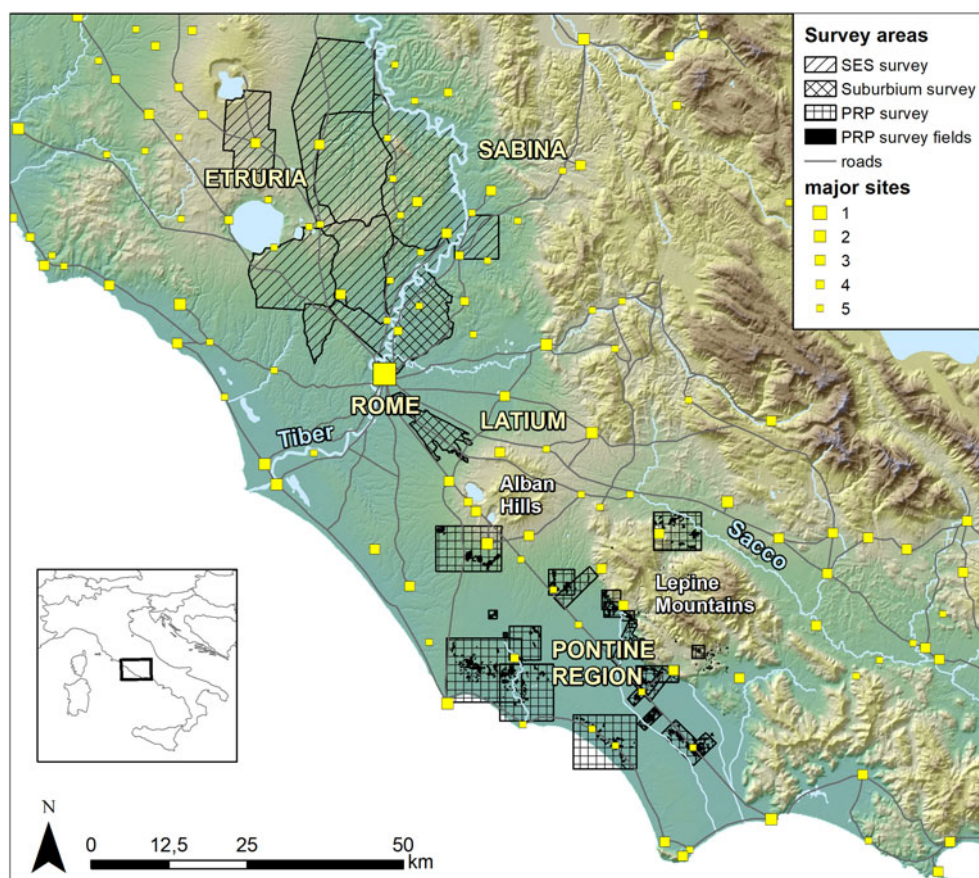 Survey areas
SES survey
Suburbium survey
PRP survey
PRP survey fields
roads
major sites
1
2
3
4
5
SABINA
ETRURIA
ROME
LATIUM
Tiber
Alban
Hills
Sacco
Lepine
Mountains
PONTINE
REGION
N
0 12,5 25 50
km